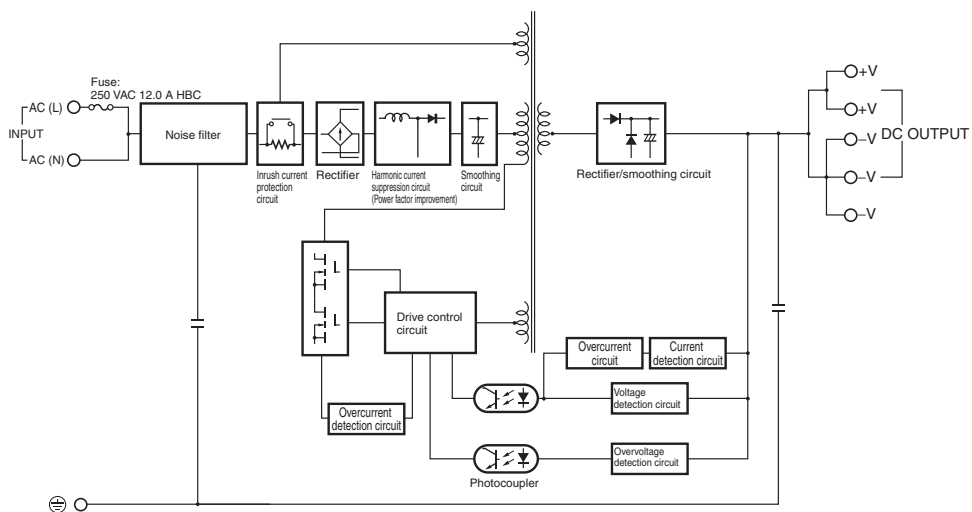 Fuse:
250 VAC 12.0 A HBC
AC (L)
INPUT
AC (N)
Noise filter
Inrush current
protection
circuit
Rectifier
Harmonic current
suppression circuit
(Power factor improvement)
Smoothing
circuit
Rectifier/smoothing circuit
+V
+V
DC OUTPUT
–V
–V
–V
Drive control
circuit
Overcurrent
circuit
Current
detection circuit
Voltage
detection circuit
Overcurrent
detection circuit
Overvoltage
detection circuit
Photocoupler